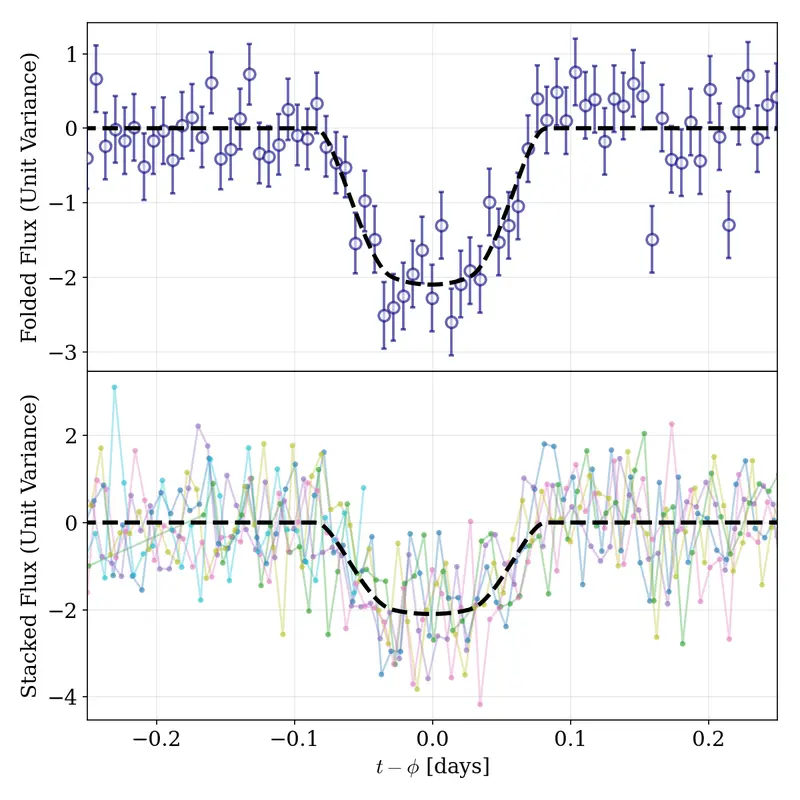 Folded Flux (Unit Variance)
1
0
−1
−2
−3
Stacked Flux (Unit Variance)
2
0
−2
−4
−0.2 −0.1 0.0 0.1 0.2
t − ϕ [days]